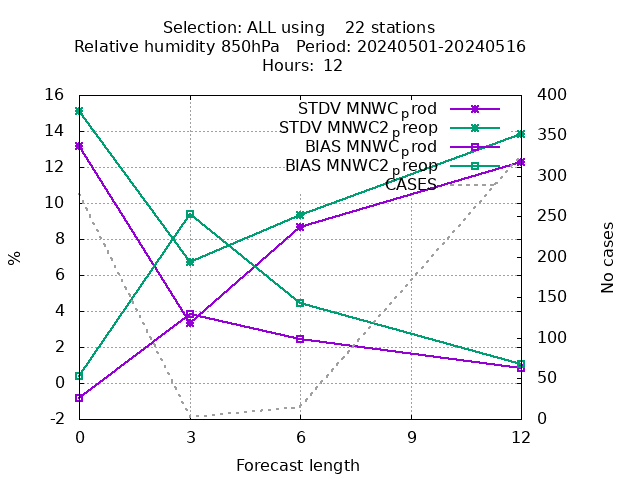 Selection: ALL using    22 stations
Relative humidity 850hPa   Period: 20240501-20240516
Hours: 12
STDV MNWC_prod
STDV MNWC2_preop
BIAS MNWC_prod
BIAS MNWC2_preop
CASES
16
14
12
10
8
6
4
2
0
-2
%
400
350
300
250
200
150
100
50
0
No cases
0 3 6 9 12
Forecast length